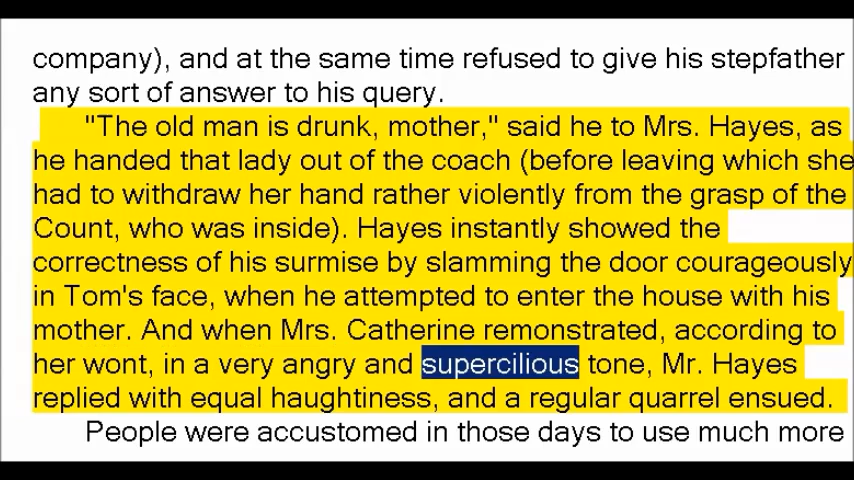 company), and at the same time refused to give his stepfather
any sort of answer to his query.
"The old man is drunk, mother," said he to Mrs. Hayes, as
he handed that lady out of the coach (before leaving which she
had to withdraw her hand rather violently from the grasp of the
Count, who was inside). Hayes instantly showed the
correctness of his surmise by slamming the door courageously
in Tom's face, when he attempted to enter the house with his
mother. And when Mrs. Catherine remonstrated, according to
her wont, in a very angry and supercilious tone, Mr. Hayes
replied with equal haughtiness, and a regular quarrel ensued.
People were accustomed in those days to use much more